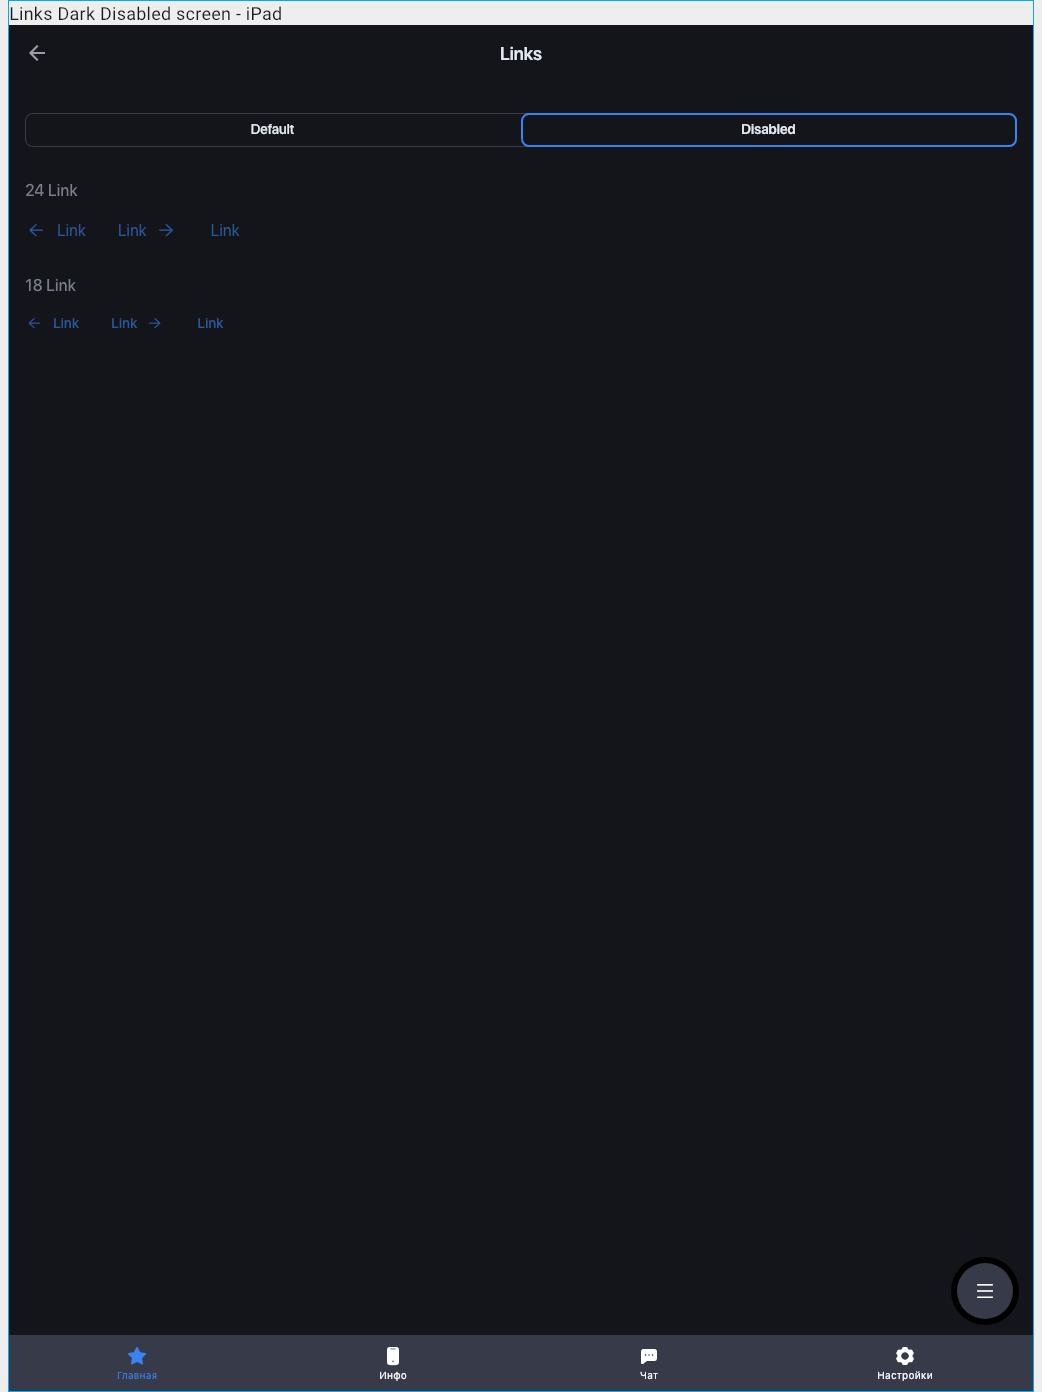 Links Dark Disabled screen - iPad
Links
Default Disabled
24 Link
Link Link Link
18 Link
Link Link Link
Главная Инфо Чат Настройки